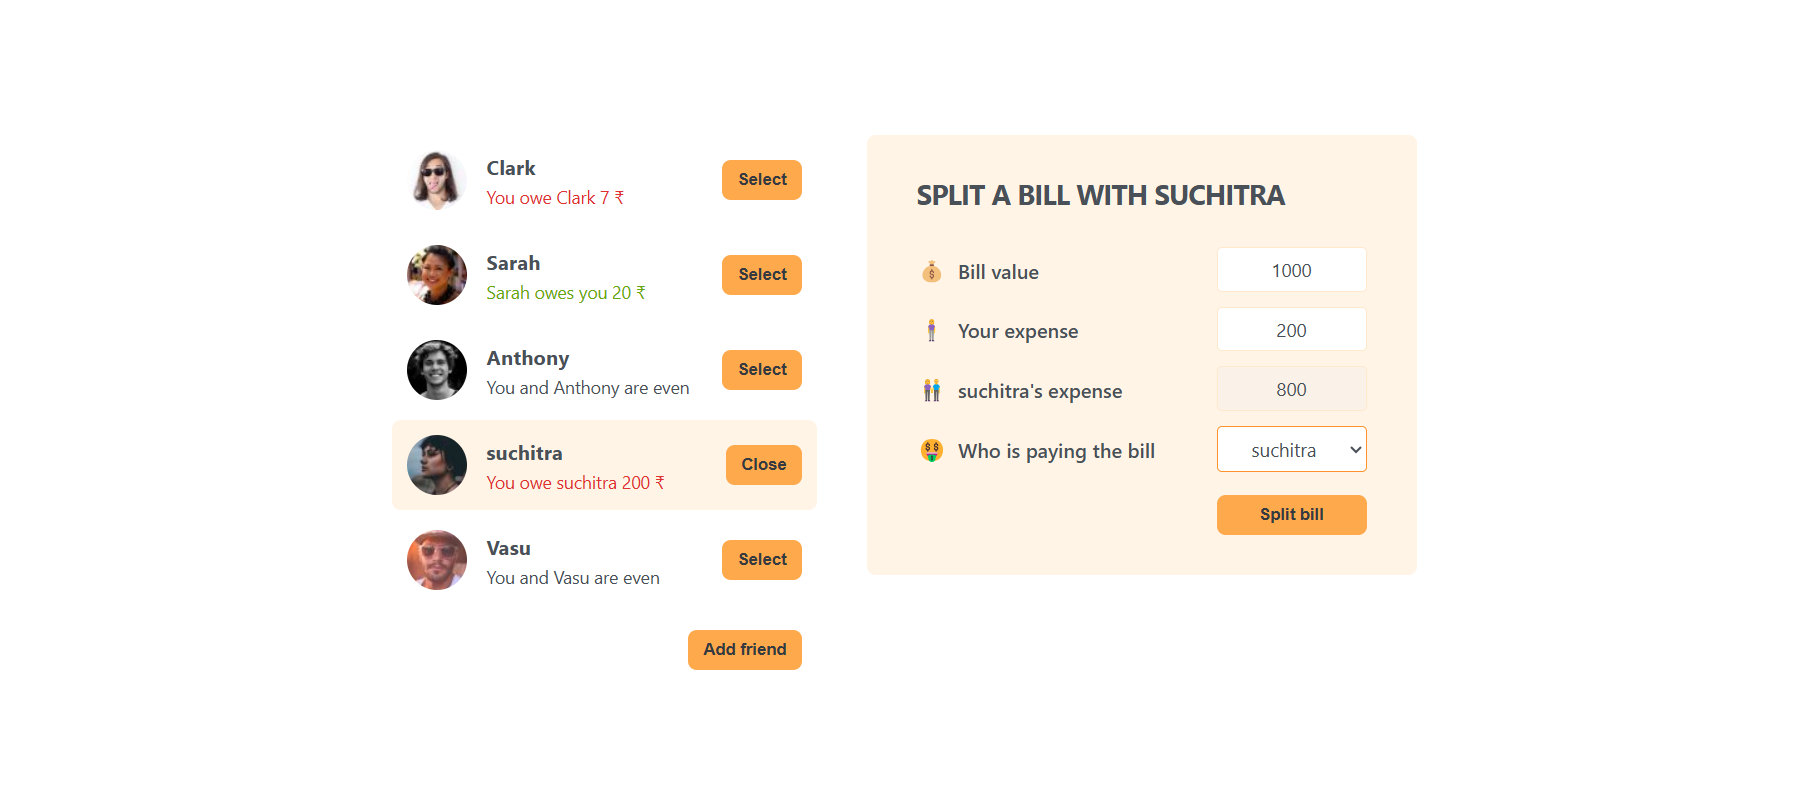 Clark
You owe Clark 7 ₹
Select
Sarah
Sarah owes you 20 ₹
Select
Anthony
You and Anthony are even
Select
suchitra
You owe suchitra 200 ₹
Close
Vasu
You and Vasu are even
Select
Add friend
SPLIT A BILL WITH SUCHITRA
Bill value 1000
Your expense 200
suchitra's expense 800
Who is paying the bill suchitra
Split bill